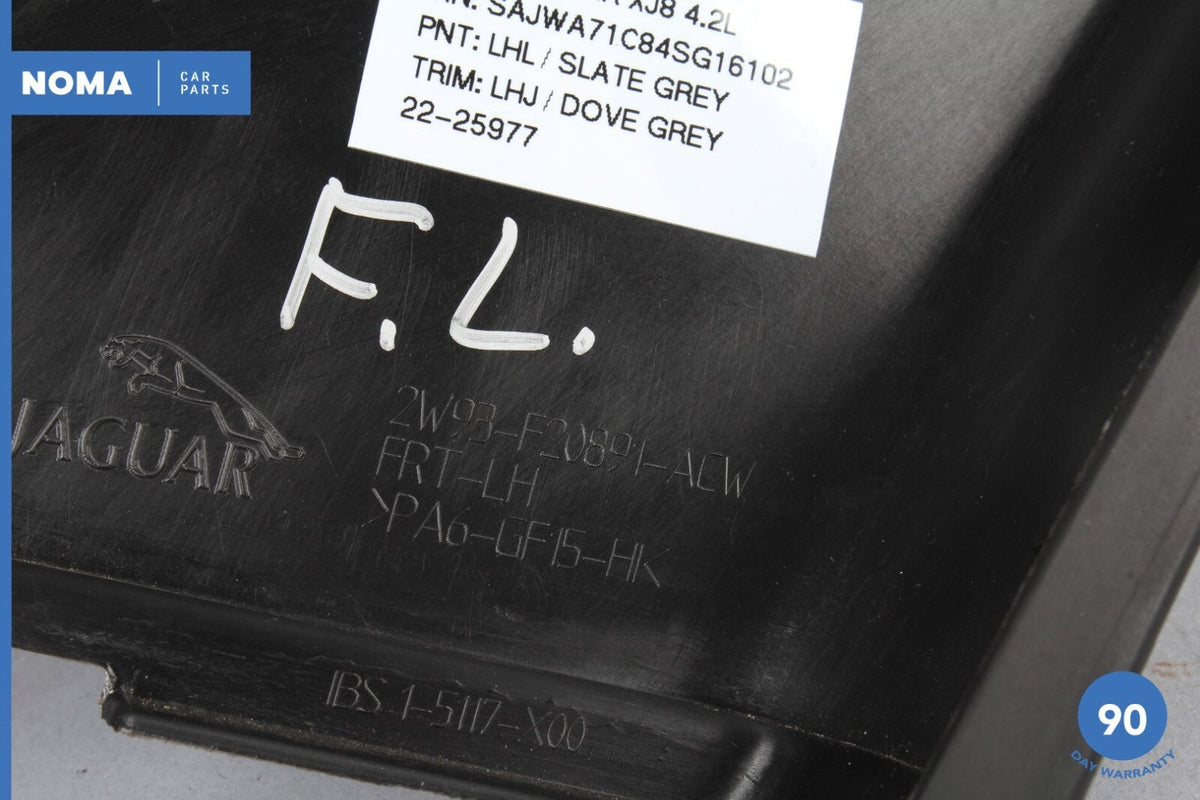 NOMA
CAR
PARTS
XJ8 4.2L
SAJWA71C84SG16102
PNT: LHL / SLATE GREY
TRIM: LHJ / DOVE GREY
22-25977
F.L.
JAGUAR
2W93-F20891-ACW
FRT-LH
>PA6-GF15-HK
IBS 1-5117-X00
90
DAY WARRANTY